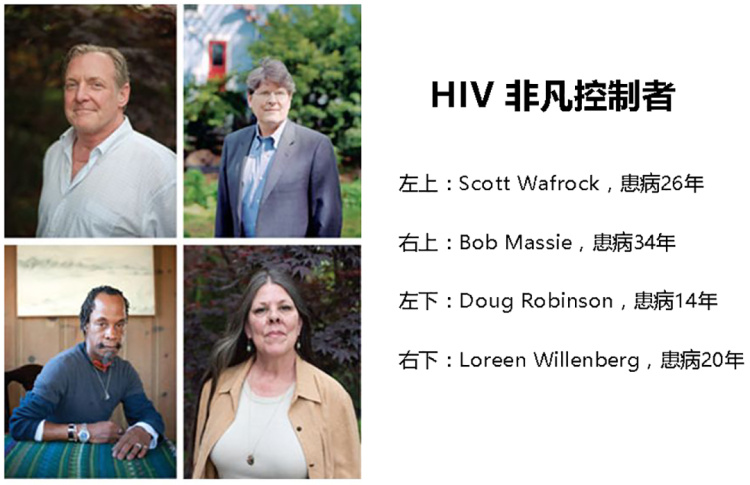 HIV 非凡控制者
左上：Scott Wafrock，患病26年
右上：Bob Massie，患病34年
左下：Doug Robinson，患病14年
右下：Loreen Willenberg，患病20年